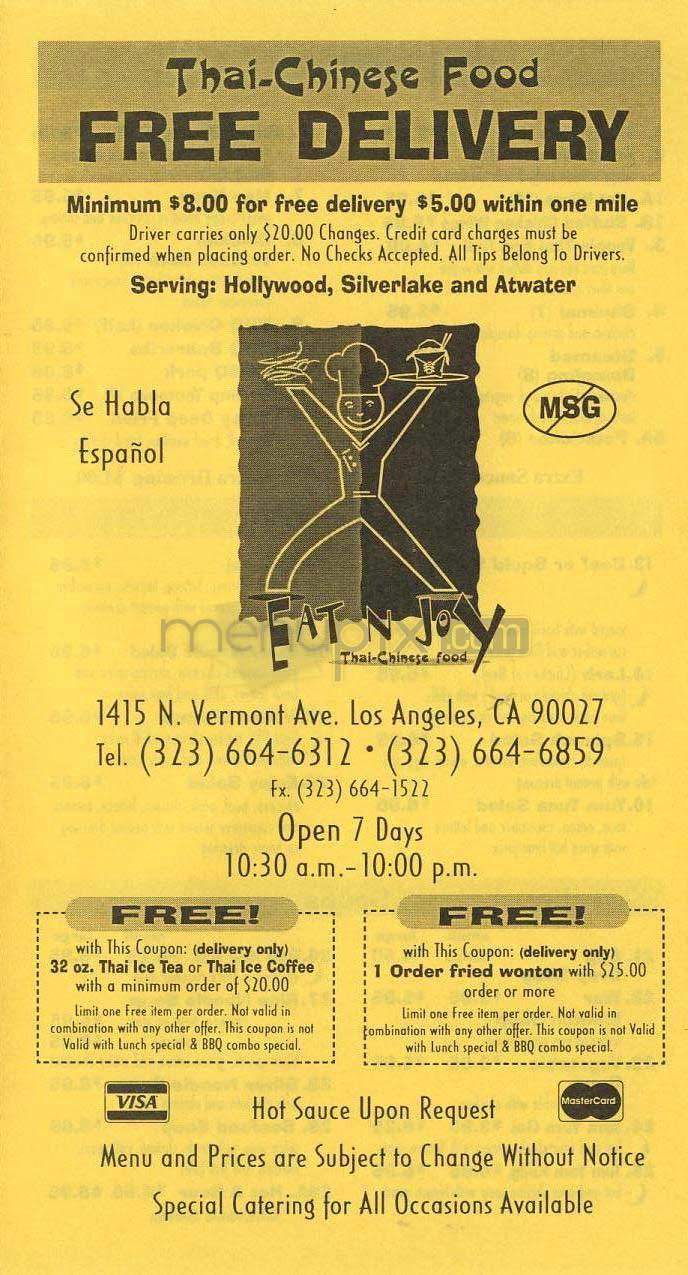 Thai-Chinese Food
FREE DELIVERY
Minimum $8.00 for free delivery $5.00 within one mile
Driver carries only $20.00 Changes. Credit card charges must be
confirmed when placing order. No Checks Accepted. All Tips Belong To Drivers.
Serving: Hollywood, Silverlake and Atwater
Se Habla
Español
MSG
EAT N JOY
Thai-Chinese food
menupix.com
1415 N. Vermont Ave. Los Angeles, CA 90027
Tel. (323) 664-6312 • (323) 664-6859
Fx. (323) 664-1522
Open 7 Days
10:30 a.m.-10:00 p.m.
FREE!
with This Coupon: (delivery only)
32 oz. Thai Ice Tea or Thai Ice Coffee
with a minimum order of $20.00
Limit one Free item per order. Not valid in
combination with any other offer. This coupon is not
Valid with Lunch special & BBQ combo special.
FREE!
with This Coupon: (delivery only)
1 Order fried wonton with $25.00
order or more
Limit one Free item per order. Not valid in
combination with any other offer. This coupon is not Valid
with Lunch special & BBQ combo special.
VISA
Hot Sauce Upon Request
MasterCard
Menu and Prices are Subject to Change Without Notice
Special Catering for All Occasions Available